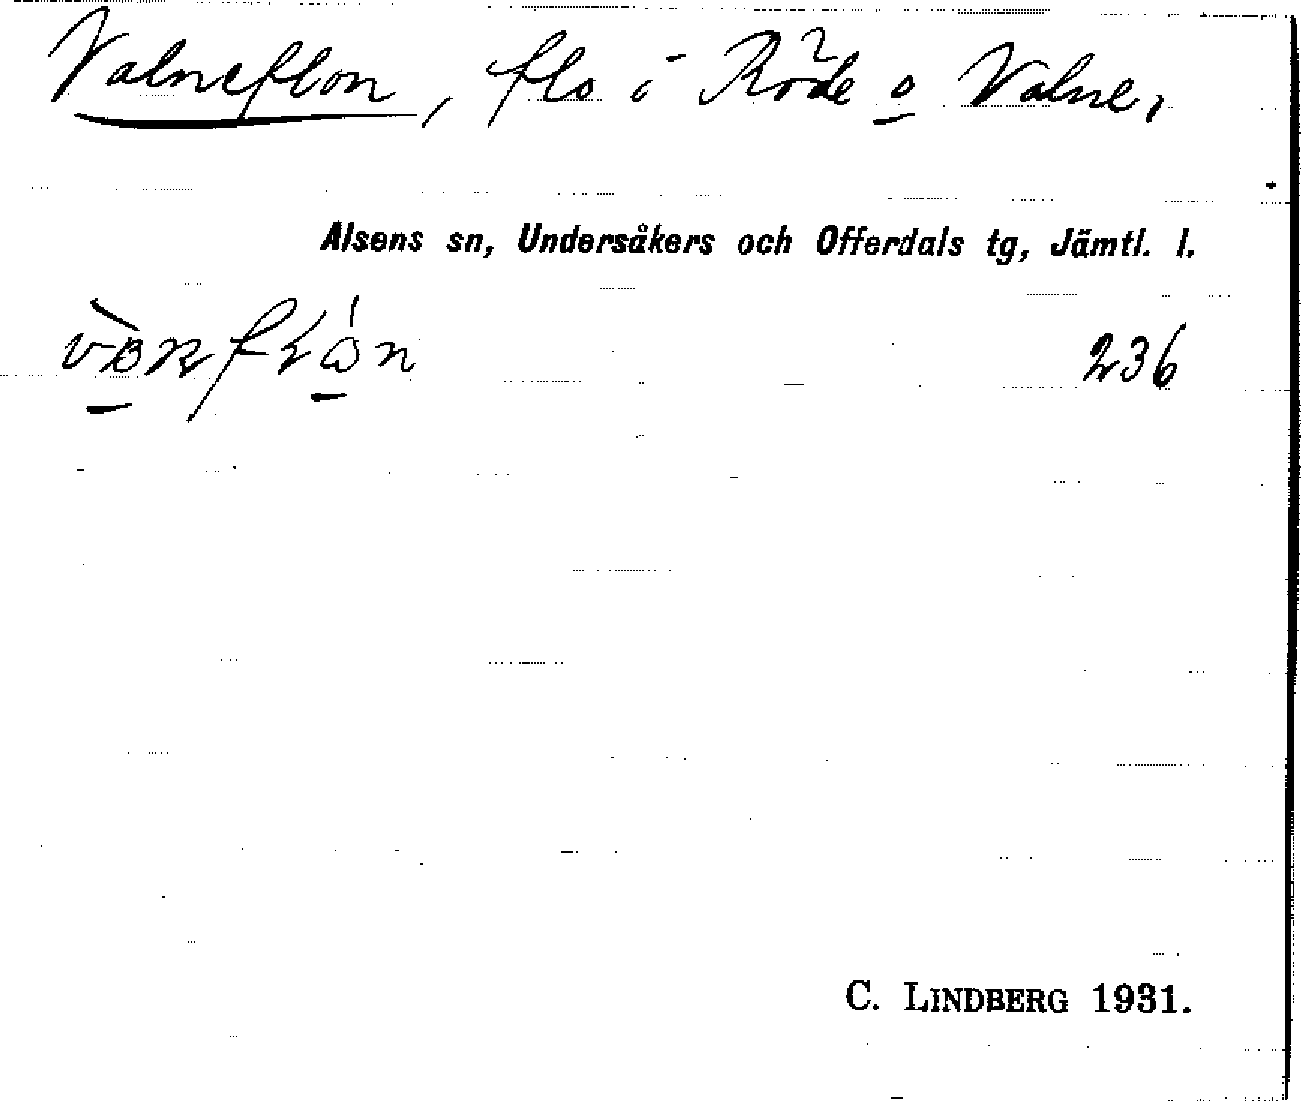 Valneflon, flo i Röde o Valne,
Alsens sn, Undersåkers och Offerdals tg, Jämtl. l.
236
C. LINDBERG 1931.